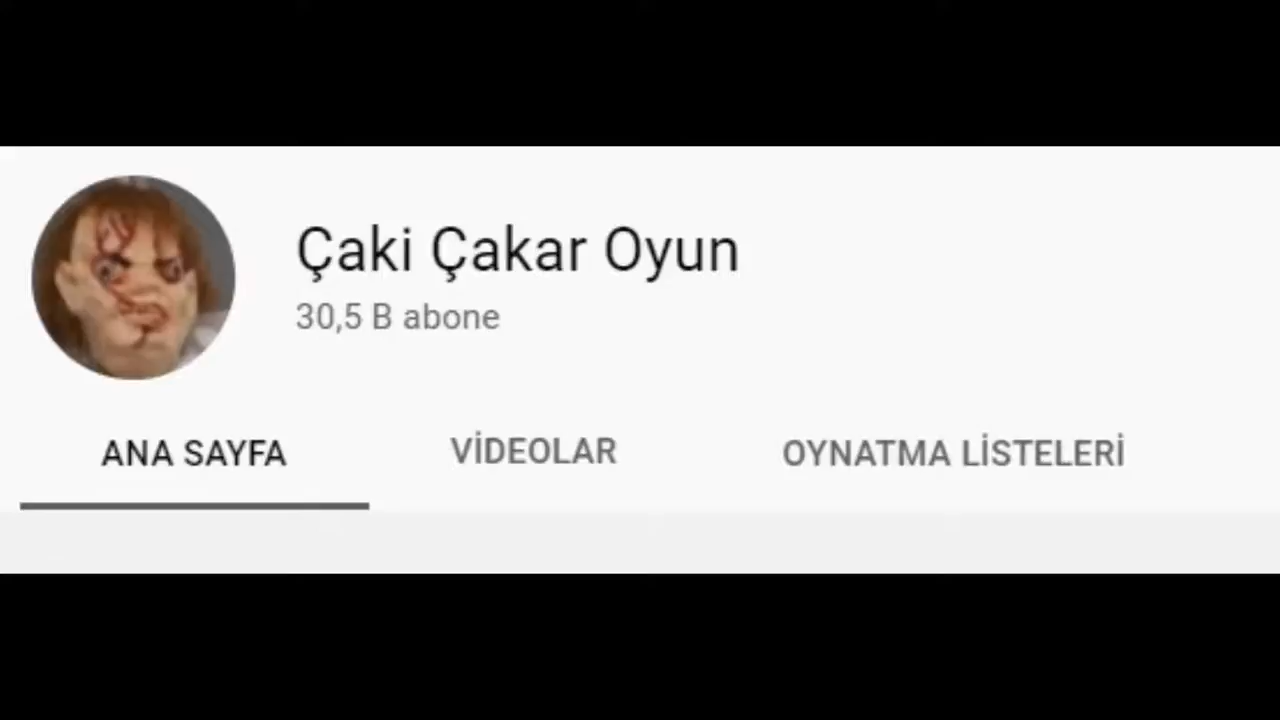 Çaki Çakar Oyun
30,5 B abone
ANA SAYFA
VİDEOLAR
OYNATMA LİSTELERİ